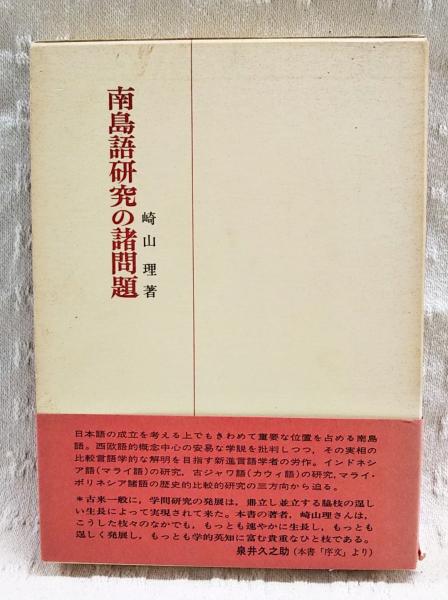 南島語研究の諸問題
崎山理著
日本語の成立を考える上でもきわめて重要な位置を占める南島
語。西欧語的概念中心の安易な学説を批判しつつ、その実相の
比較言語学的な解明を目指す新進言語学者の労作。インドネシ
ア語(マライ語)の研究、古ジャワ語(カウィ語)の研究、マライ・
ポリネシア諸語の歴史的比較的研究の三方向から迫る。
*古来一般に，学問研究の発展は，鼎立し並立する脇枝の逞し
い生長によって実現されて来た。本書の著者，崎山理さんは，
こうした枝々のなかでも，もっとも速やかに生長し，もっとも
逞しく発展し，もっとも学的英知に富む貴重なひと枝である。
泉井久之助(本書「序文」より)